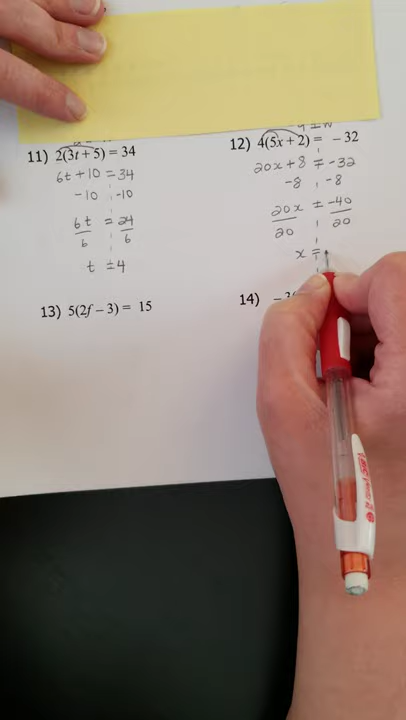 11) 2(3t + 5) = 34
6t + 10 = 34
-10 -10
6t = 24
6 6
t = 4
12) 4(5x + 2) = - 32
20x + 8 = -32
-8 -8
20x = -40
20 20
x =
13) 5(2f - 3) = 15
14)